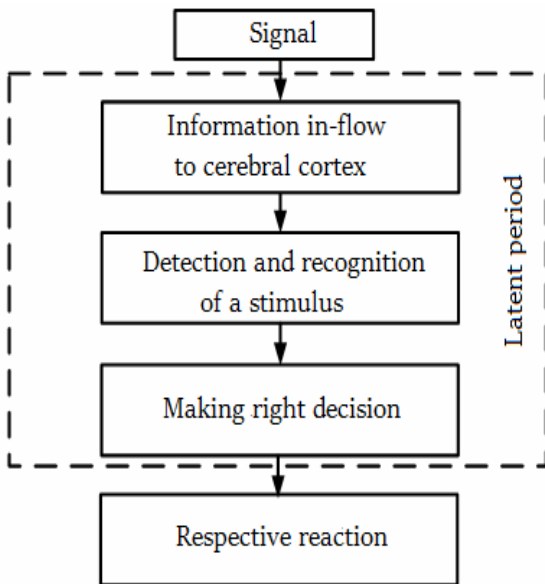 Signal
Information in-flow
to cerebral cortex
Detection and recognition
of a stimulus
Latent period
Making right decision
Respective reaction